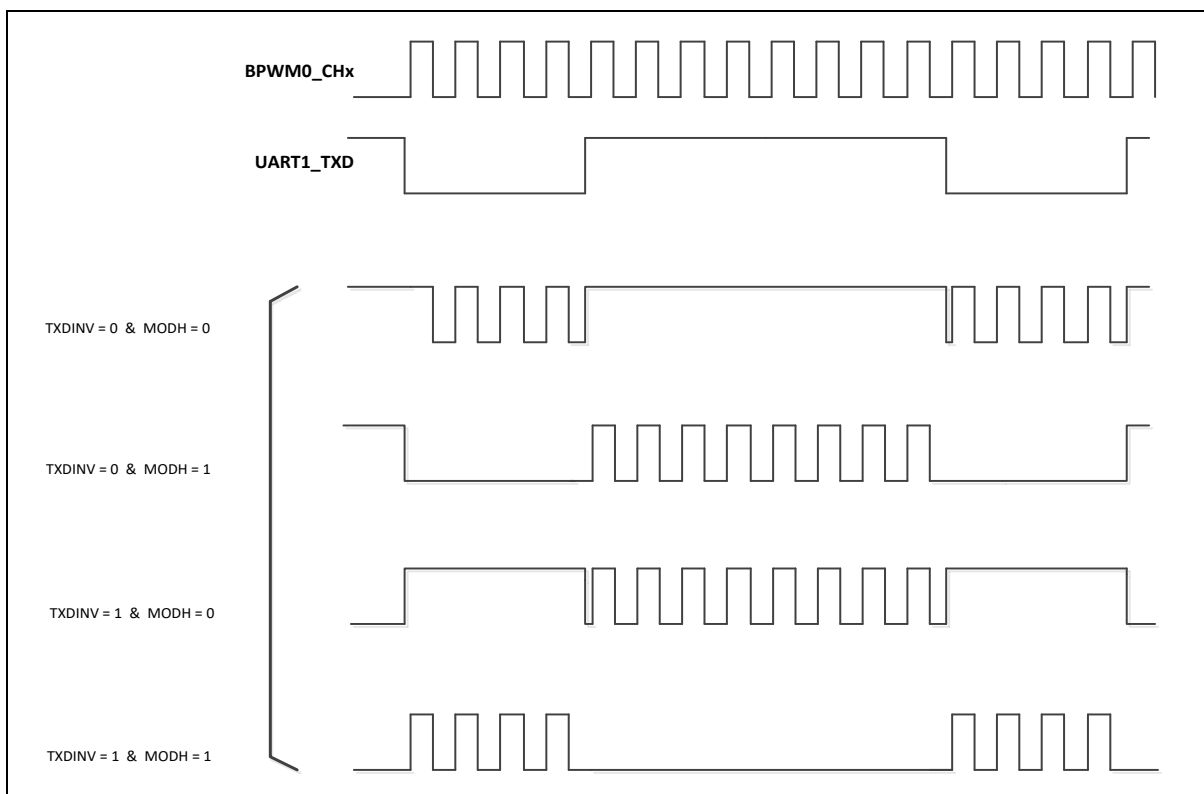 BPWM0_CHx
UART1_TXD
TXDINV = 0 & MODH = 0
TXDINV = 0 & MODH = 1
TXDINV = 1 & MODH = 0
TXDINV = 1 & MODH = 1